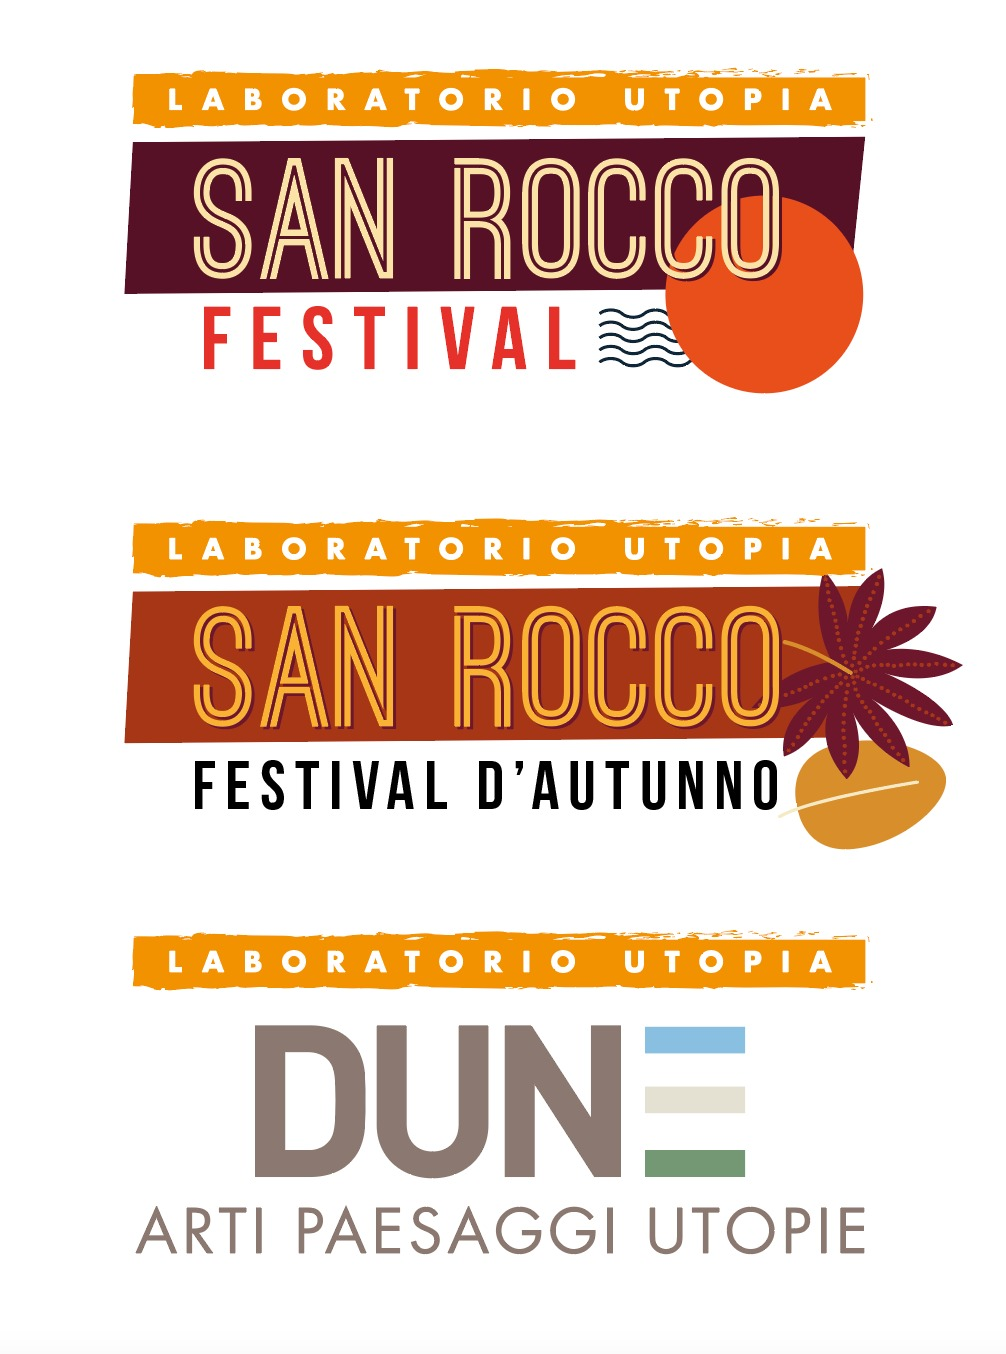 LABORATORIO UTOPIA
SAN ROCCO
FESTIVAL
LABORATORIO UTOPIA
SAN ROCCO
FESTIVAL D’AUTUNNO
LABORATORIO UTOPIA
DUNE
ARTI PAESAGGI UTOPIE